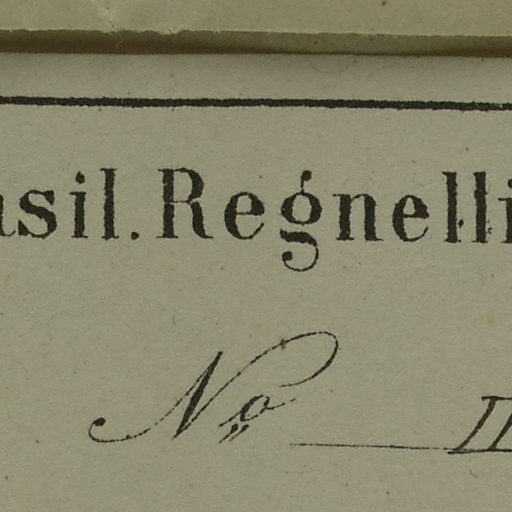 asil. Regnelli
No II